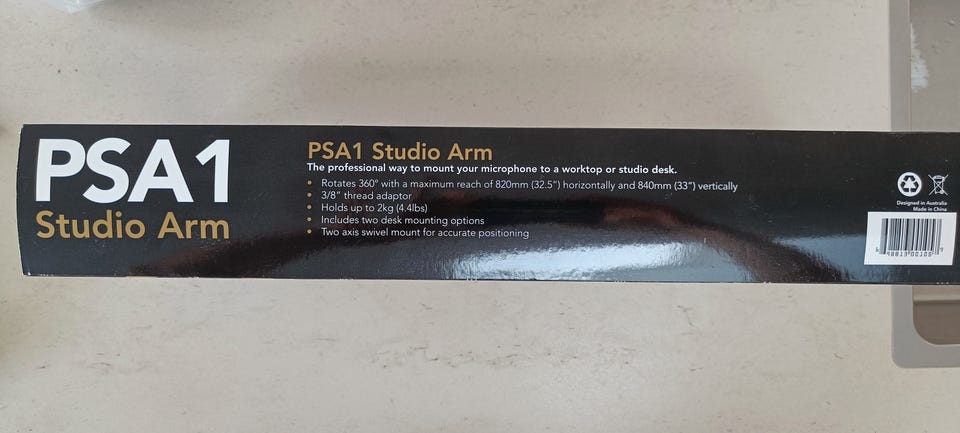 PSA1
Studio Arm
PSA1 Studio Arm
The professional way to mount your microphone to a worktop or studio desk.
• Rotates 360° with a maximum reach of 820mm (32.5") horizontally and 840mm (33") vertically
• 3/8" thread adaptor
• Holds up to 2kg (4.4lbs)
• Includes two desk mounting options
• Two axis swivel mount for accurate positioning
Designed in Australia
Made in China